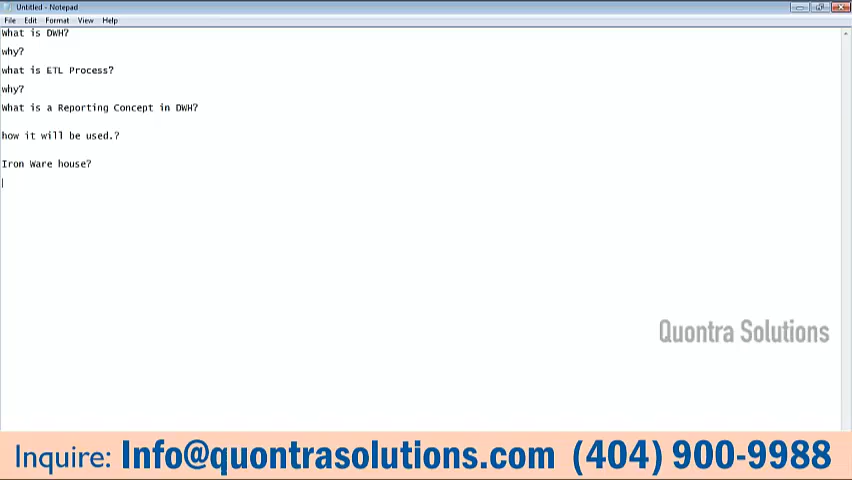 Untitled - Notepad
File Edit Format View Help
What is DWH?
why?
what is ETL Process?
why?
What is a Reporting Concept in DWH?
how it will be used.?
Iron Ware house?
Quontra Solutions
Inquire: Info@quontrasolutions.com (404) 900-9988